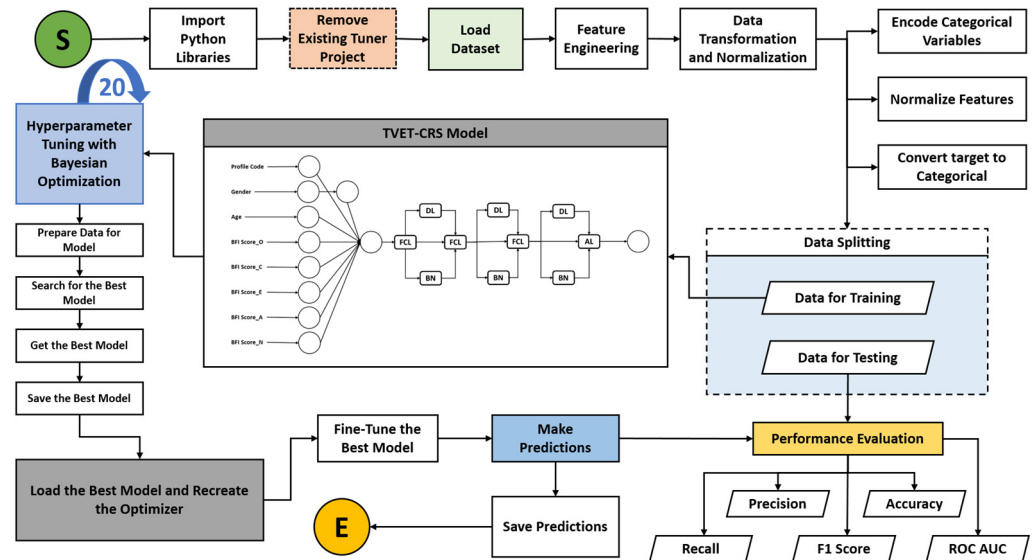 S
Import
Python
Libraries
Remove
Existing Tuner
Project
Load
Dataset
Feature
Engineering
Data
Transformation
and Normalization
Encode Categorical
Variables
Normalize Features
Convert target to
Categorical
20
Hyperparameter
Tuning with
Bayesian
Optimization
Prepare Data for
Model
Search for the Best
Model
Get the Best Model
Save the Best Model
Load the Best Model and Recreate
the Optimizer
TVET-CRS Model
Profile Code
Gender
Age
BFI Score_O
BFI Score_C
BFI Score_E
BFI Score_A
BFI Score_N
FCL
DL
BN
FCL
DL
BN
FCL
DL
BN
AL
Data Splitting
Data for Training
Data for Testing
Fine-Tune the
Best Model
Make
Predictions
Save Predictions
E
Performance Evaluation
Precision
Accuracy
Recall
F1 Score
ROC AUC